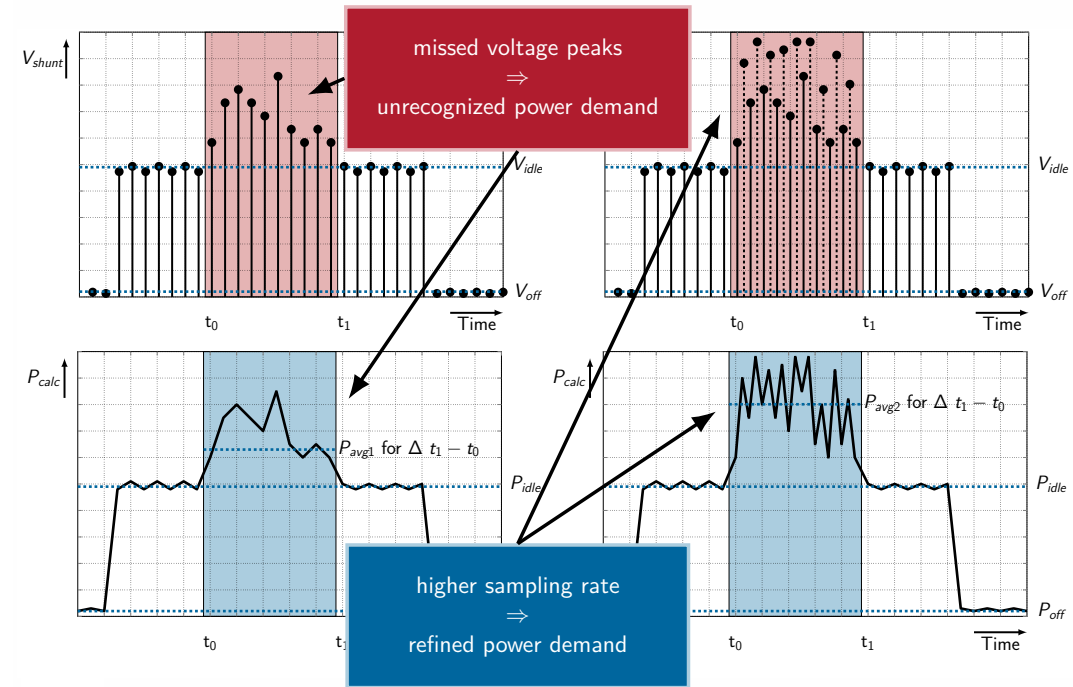 missed voltage peaks
⇒
unrecognized power demand
V_shunt
V_idle
V_off
t_0
t_1
Time
V_idle
V_off
t_0
t_1
Time
P_calc
P_avg1 for Δ t_1 − t_0
P_idle
t_0
t_1
P_calc
P_avg2 for Δ t_1 − t_0
P_idle
P_off
t_0
t_1
Time
higher sampling rate
⇒
refined power demand